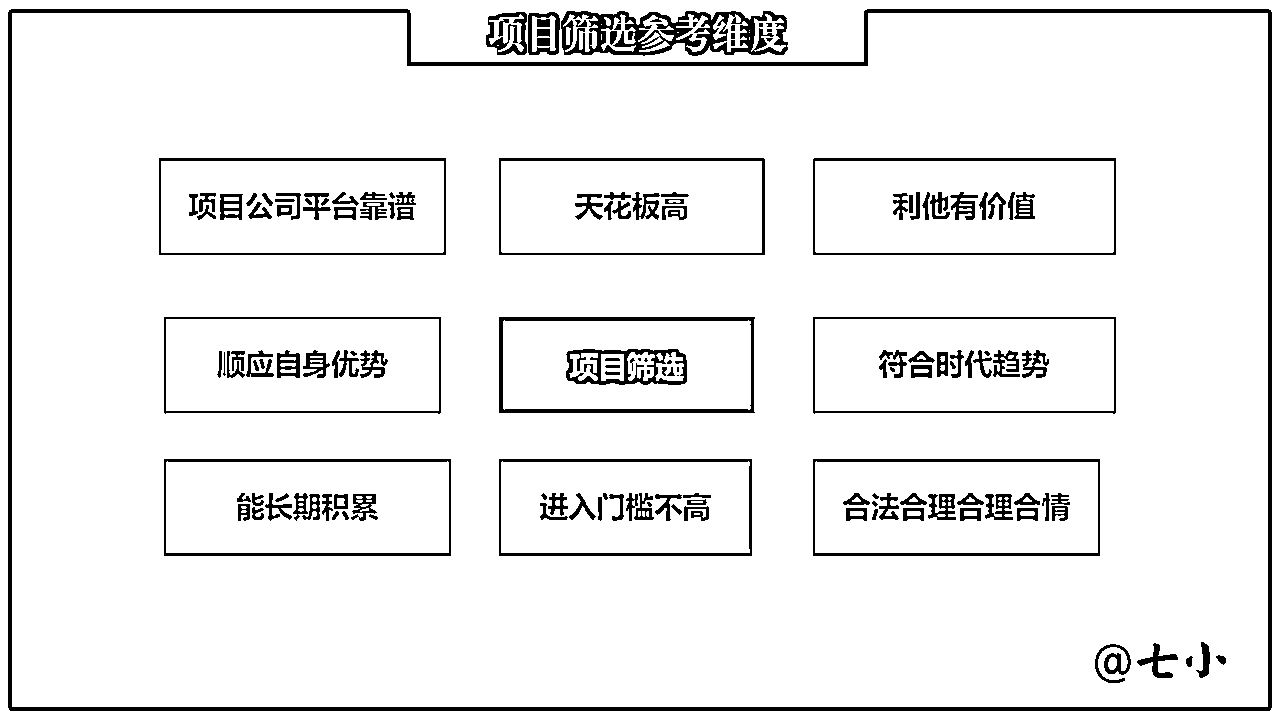 项目筛选参考维度
项目公司平台靠谱
天花板高
利他有价值
顺应自身优势
项目筛选
符合时代趋势
能长期积累
进入门槛不高
合法合理合理合情
@七小